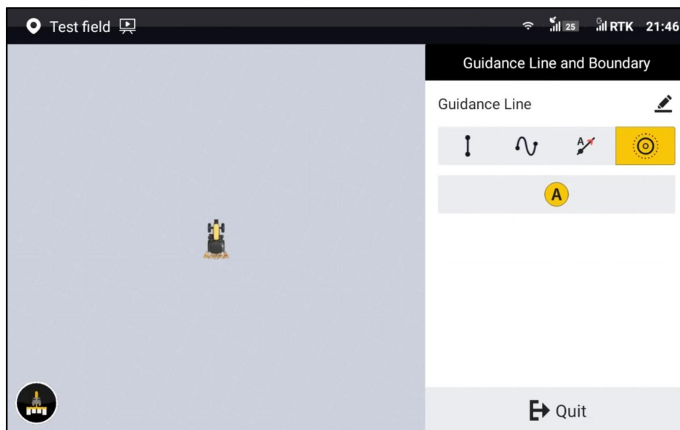 Test field
25
RTK 21:46
Guidance Line and Boundary
Guidance Line
A
A
Quit